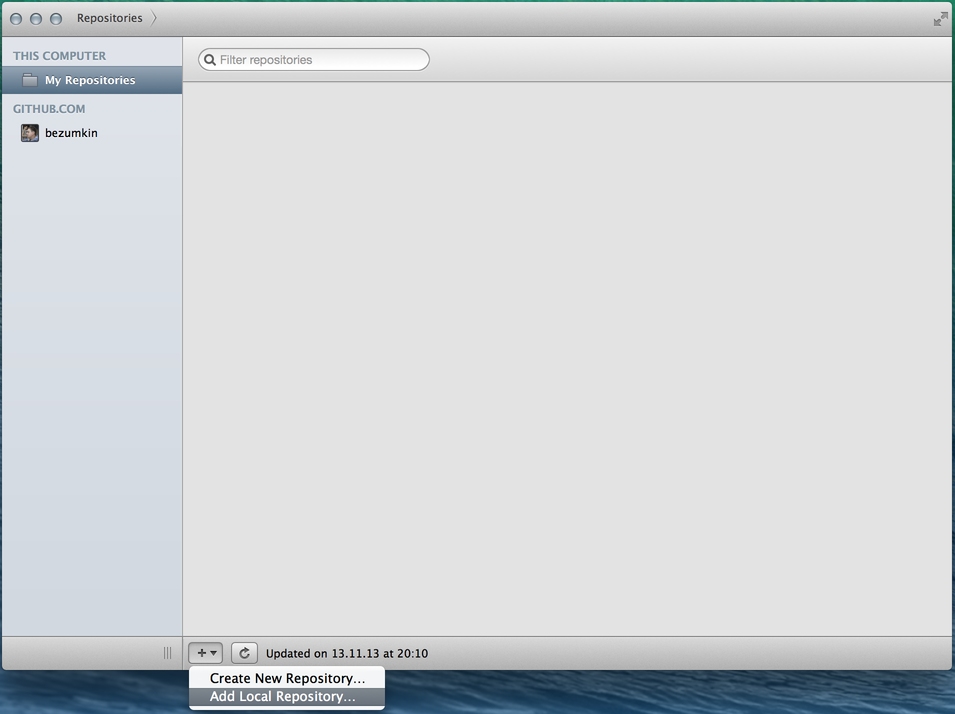 Repositories
THIS COMPUTER
My Repositories
GITHUB.COM
bezumkin
Filter repositories
Updated on 13.11.13 at 20:10
Create New Repository...
Add Local Repository...